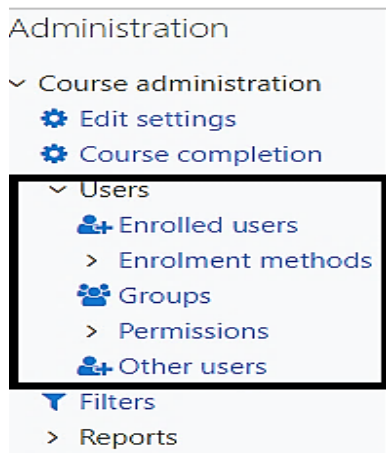 Administration
Course administration
Edit settings
Course completion
Users
Enrolled users
Enrolment methods
Groups
Permissions
Other users
Filters
Reports